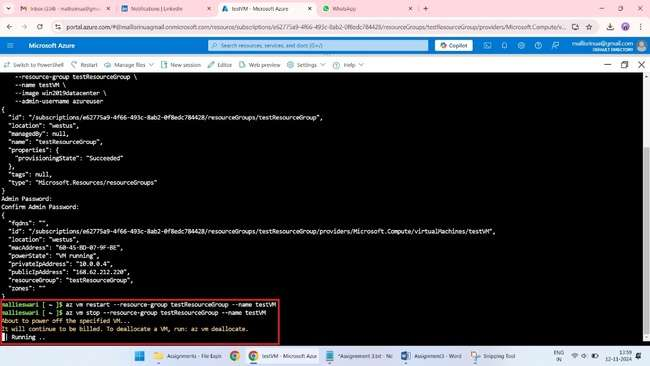 Inbox (338) - mallisrinua@gm
Notifications | LinkedIn
testVM - Microsoft Azure
WhatsApp
portal.azure.com/#@mallisrinuagmail.onmicrosoft.com/resource/subscriptions/e62775a9-4f66-493c-8ab2-0f8edc784428/resourceGroups/testResourceGroup/providers/Microsoft.Compute/v...
Microsoft Azure
Search resources, services, and docs (G+/)
Copilot
mallisrinua@gmail.com
DEFAULT DIRECTORY
Switch to PowerShell Restart Manage files New session Editor Web preview Settings Help
--resource-group testResourceGroup \
--name testVM \
--image win2019datacenter \
--admin-username azureuser
{
"id": "/subscriptions/e62775a9-4f66-493c-8ab2-0f8edc784428/resourceGroups/testResourceGroup",
"location": "westus",
"managedBy": null,
"name": "testResourceGroup",
"properties": {
"provisioningState": "Succeeded"
},
"tags": null,
"type": "Microsoft.Resources/resourceGroups"
}
Admin Password:
Confirm Admin Password:
{
"fqdns": "",
"id": "/subscriptions/e62775a9-4f66-493c-8ab2-0f8edc784428/resourceGroups/testResourceGroup/providers/Microsoft.Compute/virtualMachines/testVM",
"location": "westus",
"macAddress": "60-45-BD-07-9F-BE",
"powerState": "VM running",
"privateIpAddress": "10.0.0.4",
"publicIpAddress": "168.62.212.220",
"resourceGroup": "testResourceGroup",
"zones": ""
}
mallieswari [ ~ ]$ az vm restart --resource-group testResourceGroup --name testVM
mallieswari [ ~ ]$ az vm stop --resource-group testResourceGroup --name testVM
About to power off the specified VM...
It will continue to be billed. To deallocate a VM, run: az vm deallocate.
| Running ..
Assignments - File Expl
testVM - Microsoft Azu
*Assignment 3.txt - No
Assignment3 - Word
Snipping Tool
ENG
IN
13:59
12-11-2024